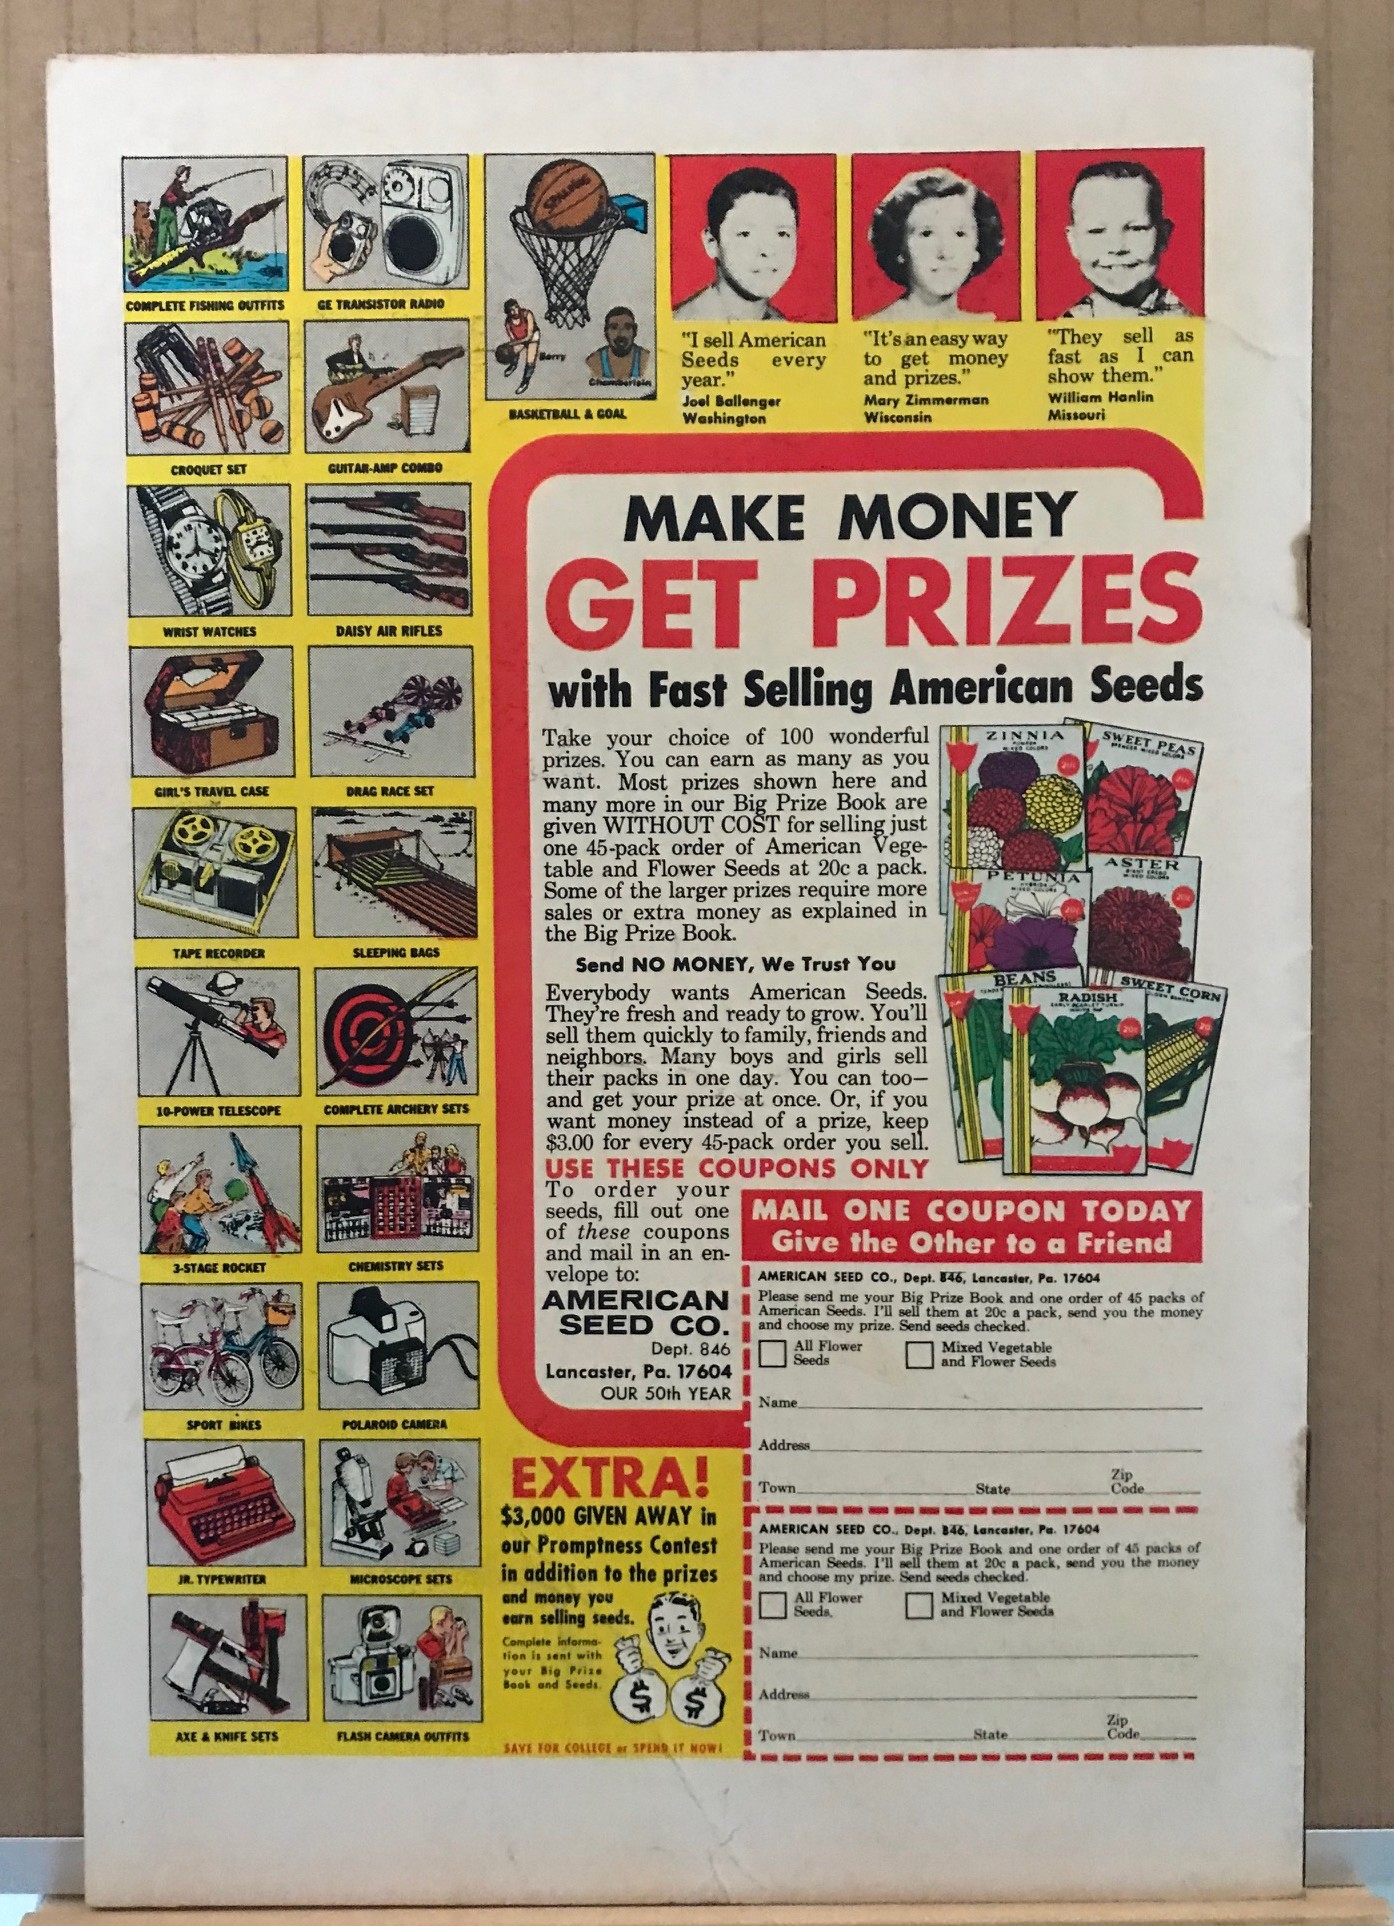 COMPLETE FISHING OUTFITS
GE TRANSISTOR RADIO
SPALDING
Barry
Chamberlain
BASKETBALL & GOAL
CROQUET SET
GUITAR-AMP COMBO
WRIST WATCHES
DAISY AIR RIFLES
GIRL'S TRAVEL CASE
DRAG RACE SET
TAPE RECORDER
SLEEPING BAGS
10-POWER TELESCOPE
COMPLETE ARCHERY SETS
3-STAGE ROCKET
CHEMISTRY SETS
SPORT BIKES
POLAROID CAMERA
JR. TYPEWRITER
MICROSCOPE SETS
AXE & KNIFE SETS
FLASH CAMERA OUTFITS
"I sell American
Seeds every
year."
Joel Ballenger
Washington
"It's an easy way
to get money
and prizes."
Mary Zimmerman
Wisconsin
"They sell as
fast as I can
show them."
William Hanlin
Missouri
MAKE MONEY
GET PRIZES
with Fast Selling American Seeds
Take your choice of 100 wonderful
prizes. You can earn as many as you
want. Most prizes shown here and
many more in our Big Prize Book are
given WITHOUT COST for selling just
one 45-pack order of American Vege-
table and Flower Seeds at 20c a pack.
Some of the larger prizes require more
sales or extra money as explained in
the Big Prize Book.
Send NO MONEY, We Trust You
Everybody wants American Seeds.
They're fresh and ready to grow. You'll
sell them quickly to family, friends and
neighbors. Many boys and girls sell
their packs in one day. You can too—
and get your prize at once. Or, if you
want money instead of a prize, keep
$3.00 for every 45-pack order you sell.
USE THESE COUPONS ONLY
To order your
seeds, fill out one
of these coupons
and mail in an en-
velope to:
AMERICAN
SEED CO.
Dept. 846
Lancaster, Pa. 17604
OUR 50th YEAR
ZINNIA
MIXED COLORS
SWEET PEAS
SPENCER MIXED COLORS
PETUNIA
MIXED COLORS
ASTER
MIXED COLORS
BEANS
RADISH
SWEET CORN
MAIL ONE COUPON TODAY
Give the Other to a Friend
AMERICAN SEED CO., Dept. 846, Lancaster, Pa. 17604
Please send me your Big Prize Book and one order of 45 packs of
American Seeds. I'll sell them at 20c a pack, send you the money
and choose my prize. Send seeds checked.
All Flower
Seeds
Mixed Vegetable
and Flower Seeds
Name
Address
Town State Zip
Code
AMERICAN SEED CO., Dept. 846, Lancaster, Pa. 17604
Please send me your Big Prize Book and one order of 45 packs of
American Seeds. I'll sell them at 20c a pack, send you the money
and choose my prize. Send seeds checked.
All Flower
Seeds.
Mixed Vegetable
and Flower Seeds
Name
Address
Town State Zip
Code
EXTRA!
$3,000 GIVEN AWAY in
our Promptness Contest
in addition to the prizes
and money you
earn selling seeds.
Complete informa-
tion is sent with
your Big Prize
Book and Seeds.
$ $
SAVE FOR COLLEGE or SPEND IT NOW!